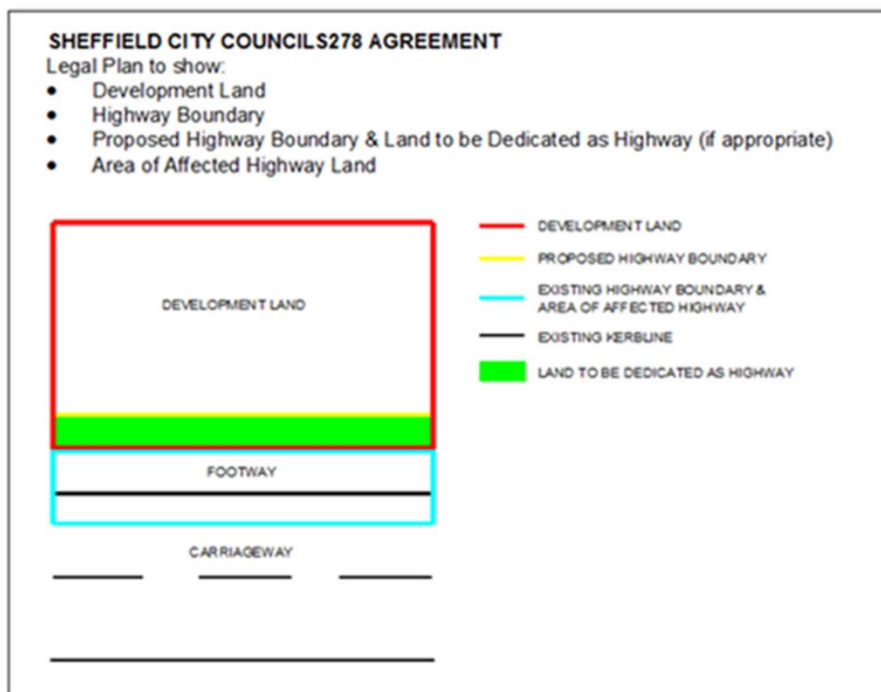 SHEFFIELD CITY COUNCILS278 AGREEMENT
Legal Plan to show:
• Development Land
• Highway Boundary
• Proposed Highway Boundary & Land to be Dedicated as Highway (if appropriate)
• Area of Affected Highway Land
DEVELOPMENT LAND
FOOTWAY
CARRIAGEWAY
DEVELOPMENT LAND
PROPOSED HIGHWAY BOUNDARY
EXISTING HIGHWAY BOUNDARY &
AREA OF AFFECTED HIGHWAY
EXISTING KERBLINE
LAND TO BE DEDICATED AS HIGHWAY